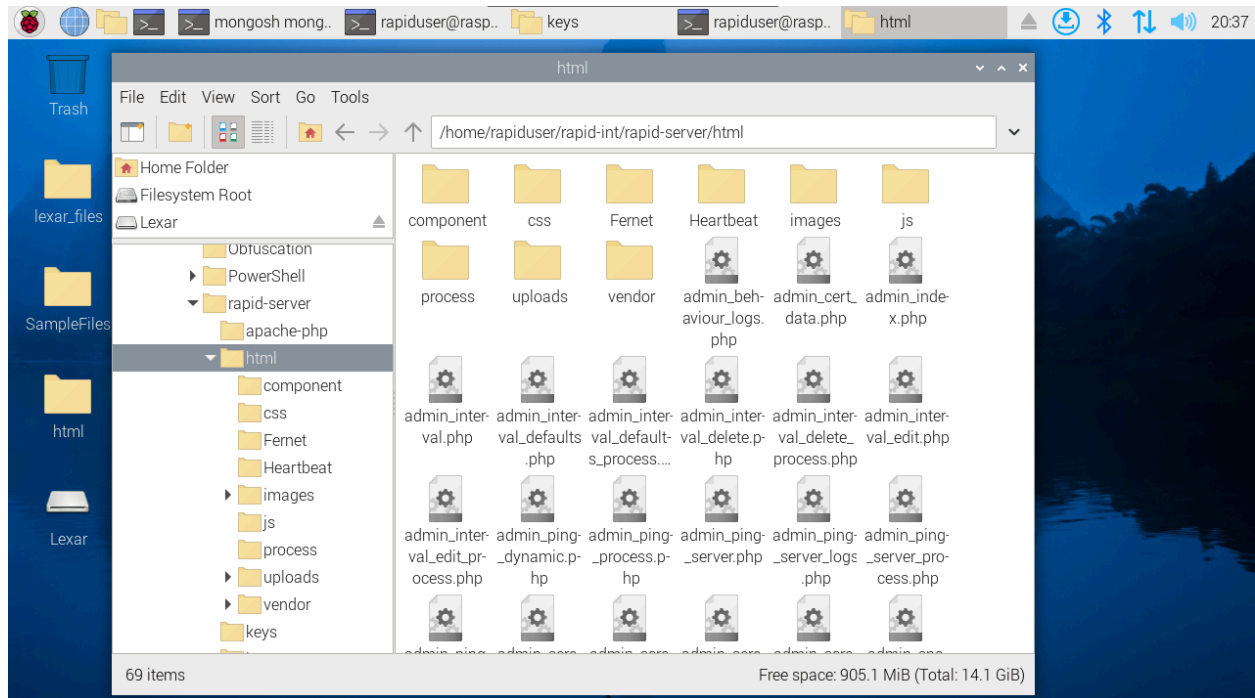 mongosh mong.. rapiduser@rasp.. keys rapiduser@rasp.. html 20:37
html
File Edit View Sort Go Tools
/home/rapiduser/rapid-int/rapid-server/html
Trash
lexar_files
SampleFiles
html
Lexar
Home Folder
Filesystem Root
Lexar
Obfuscation
PowerShell
rapid-server
apache-php
html
component
css
Fernet
Heartbeat
images
js
process
uploads
vendor
keys
component css Fernet Heartbeat images js
process uploads vendor admin_beh- admin_cert_ admin_inde-
aviour_logs. data.php x.php
php
admin_inter- admin_inter- admin_inter- admin_inter- admin_inter- admin_inter-
val.php val_defaults val_default- val_delete.p- val_delete_ val_edit.php
.php s_process.... hp process.php
admin_inter- admin_ping- admin_ping- admin_ping- admin_ping- admin_ping-
val_edit_pr- _dynamic.p- _process.p- _server.php _server_logs _server_pro-
ocess.php hp hp .php cess.php
69 items
Free space: 905.1 MiB (Total: 14.1 GiB)